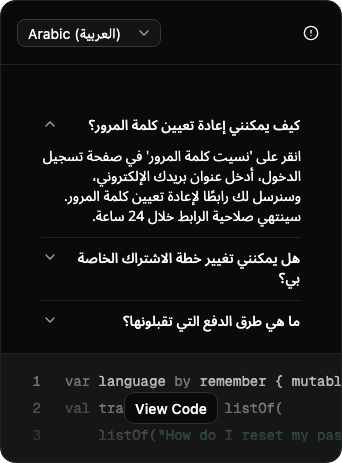 Arabic (العربية)
كيف يمكنني إعادة تعيين كلمة المرور؟
انقر على 'نسيت كلمة المرور' في صفحة تسجيل
الدخول، أدخل عنوان بريدك الإلكتروني،
وسنرسل لك رابطًا لإعادة تعيين كلمة المرور.
سينتهي صلاحية الرابط خلال 24 ساعة.
هل يمكنني تغيير خطة الاشتراك الخاصة
بي؟
ما هي طرق الدفع التي تقبلونها؟
1 var language by remember { mutabl
2 val tra listOf(
View Code
3 listOf("How do I reset my pas